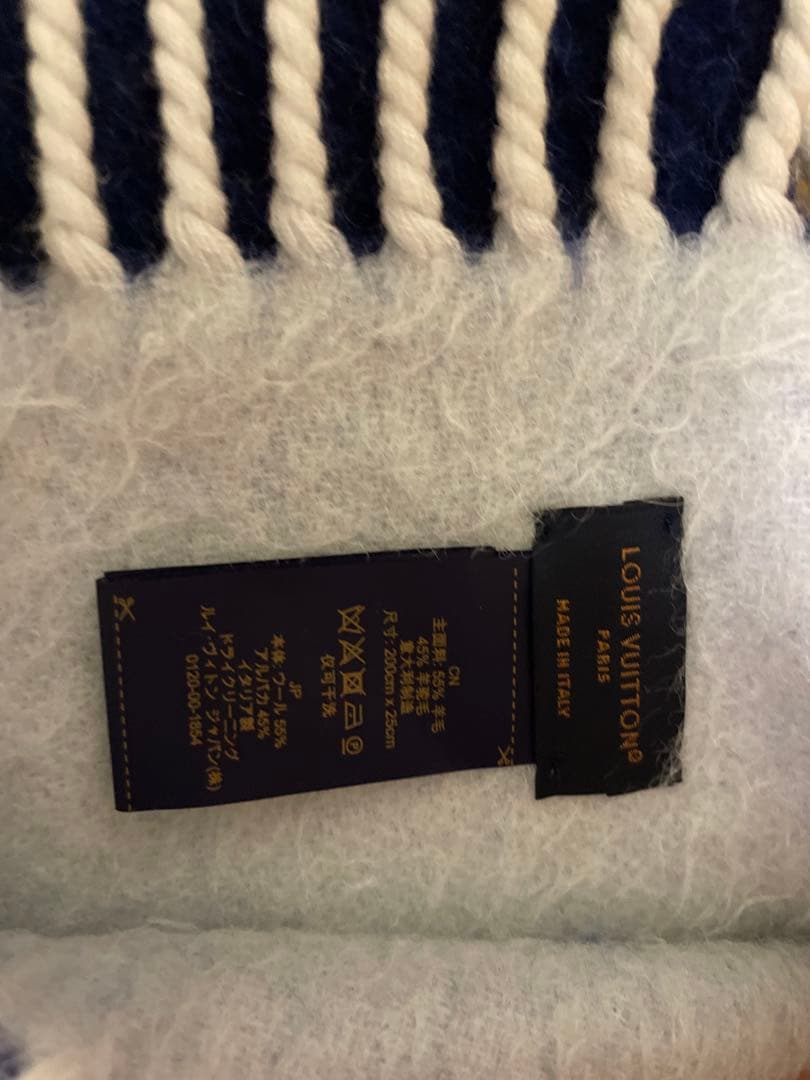 LOUIS VUITTON
PARIS
MADE IN ITALY
CN
主面料: 55% 羊毛
45% 羊驼毛
意大利制造
尺寸: 200cm x 25cm
仅可干洗
JP
本体: ウール 55%
アルパカ 45%
イタリア製
ドライクリーニング
ルイ・ヴィトン ジャパン(株)
0120-00-1854